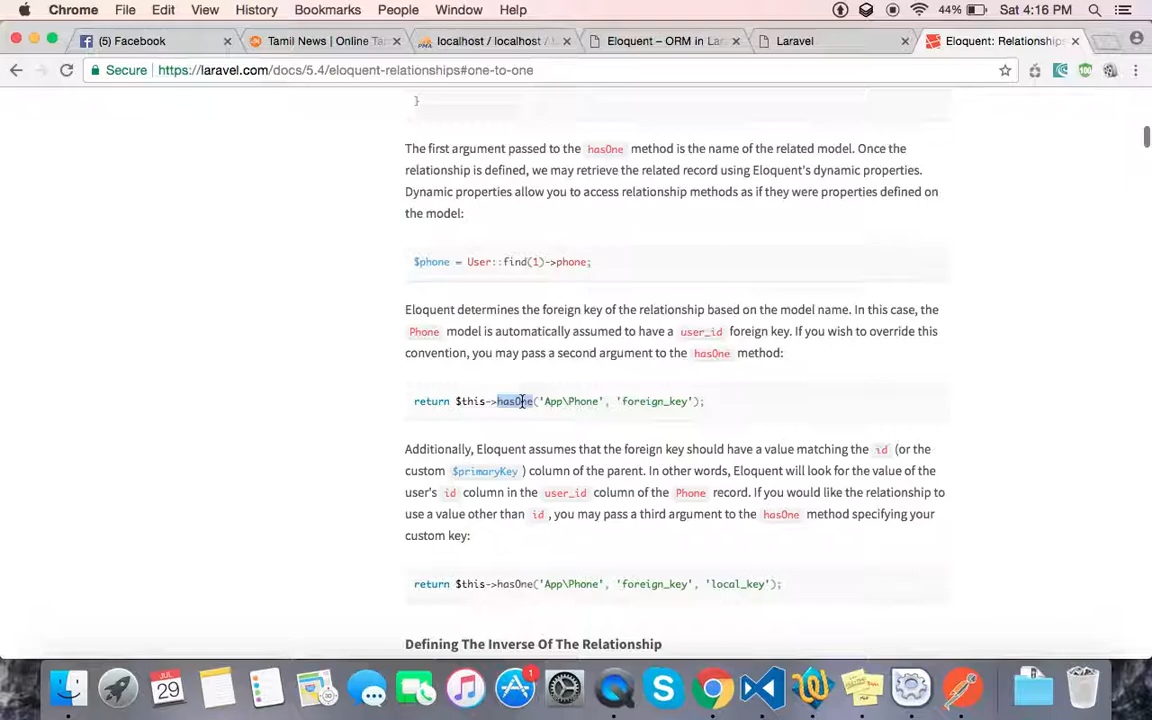 Chrome File Edit View History Bookmarks People Window Help 44% Sat 4:16 PM
(5) Facebook Tamil News | Online Tam localhost / localhost / Eloquent – ORM in Lar Laravel Eloquent: Relationships
Secure https://laravel.com/docs/5.4/eloquent-relationships#one-to-one
}
The first argument passed to the hasOne method is the name of the related model. Once the
relationship is defined, we may retrieve the related record using Eloquent's dynamic properties.
Dynamic properties allow you to access relationship methods as if they were properties defined on
the model:
$phone = User::find(1)->phone;
Eloquent determines the foreign key of the relationship based on the model name. In this case, the
Phone model is automatically assumed to have a user_id foreign key. If you wish to override this
convention, you may pass a second argument to the hasOne method:
return $this->hasOne('App\Phone', 'foreign_key');
Additionally, Eloquent assumes that the foreign key should have a value matching the id (or the
custom $primaryKey ) column of the parent. In other words, Eloquent will look for the value of the
user's id column in the user_id column of the Phone record. If you would like the relationship to
use a value other than id , you may pass a third argument to the hasOne method specifying your
custom key:
return $this->hasOne('App\Phone', 'foreign_key', 'local_key');
Defining The Inverse Of The Relationship
JUL
29
1